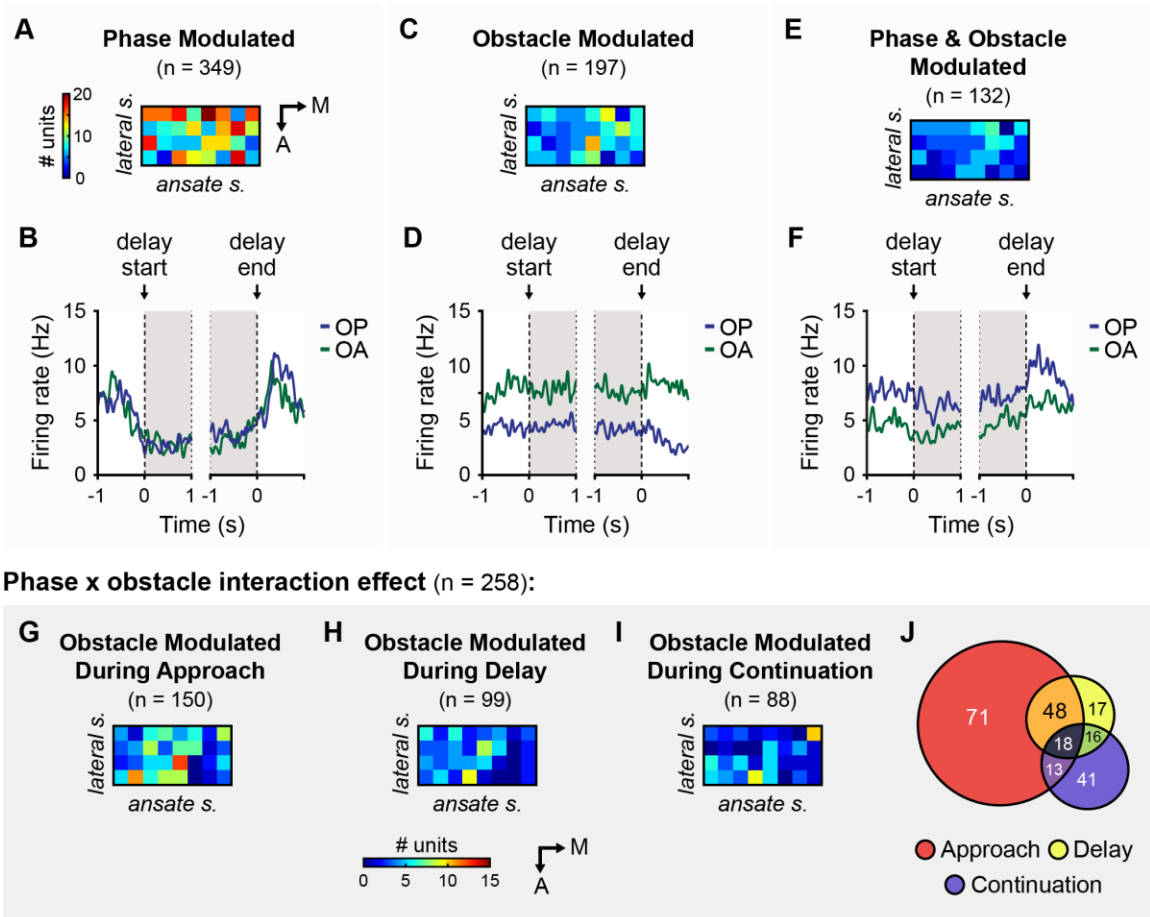 A
Phase Modulated
(n = 349)
# units
20
10
0
lateral s.
ansate s.
M
A
C
Obstacle Modulated
(n = 197)
lateral s.
ansate s.
E
Phase & Obstacle
Modulated
(n = 132)
lateral s.
ansate s.
B
delay
start
delay
end
OP
OA
Firing rate (Hz)
15
10
5
0
-1 0 1 -1 0
Time (s)
D
delay
start
delay
end
OP
OA
Firing rate (Hz)
15
10
5
0
-1 0 1 -1 0
Time (s)
F
delay
start
delay
end
OP
OA
Firing rate (Hz)
15
10
5
0
-1 0 1 -1 0
Time (s)
Phase x obstacle interaction effect (n = 258):
G
Obstacle Modulated
During Approach
(n = 150)
lateral s.
ansate s.
H
Obstacle Modulated
During Delay
(n = 99)
lateral s.
ansate s.
# units
0 5 10 15
M
A
I
Obstacle Modulated
During Continuation
(n = 88)
lateral s.
ansate s.
J
71
48
17
18
16
13
41
Approach
Delay
Continuation